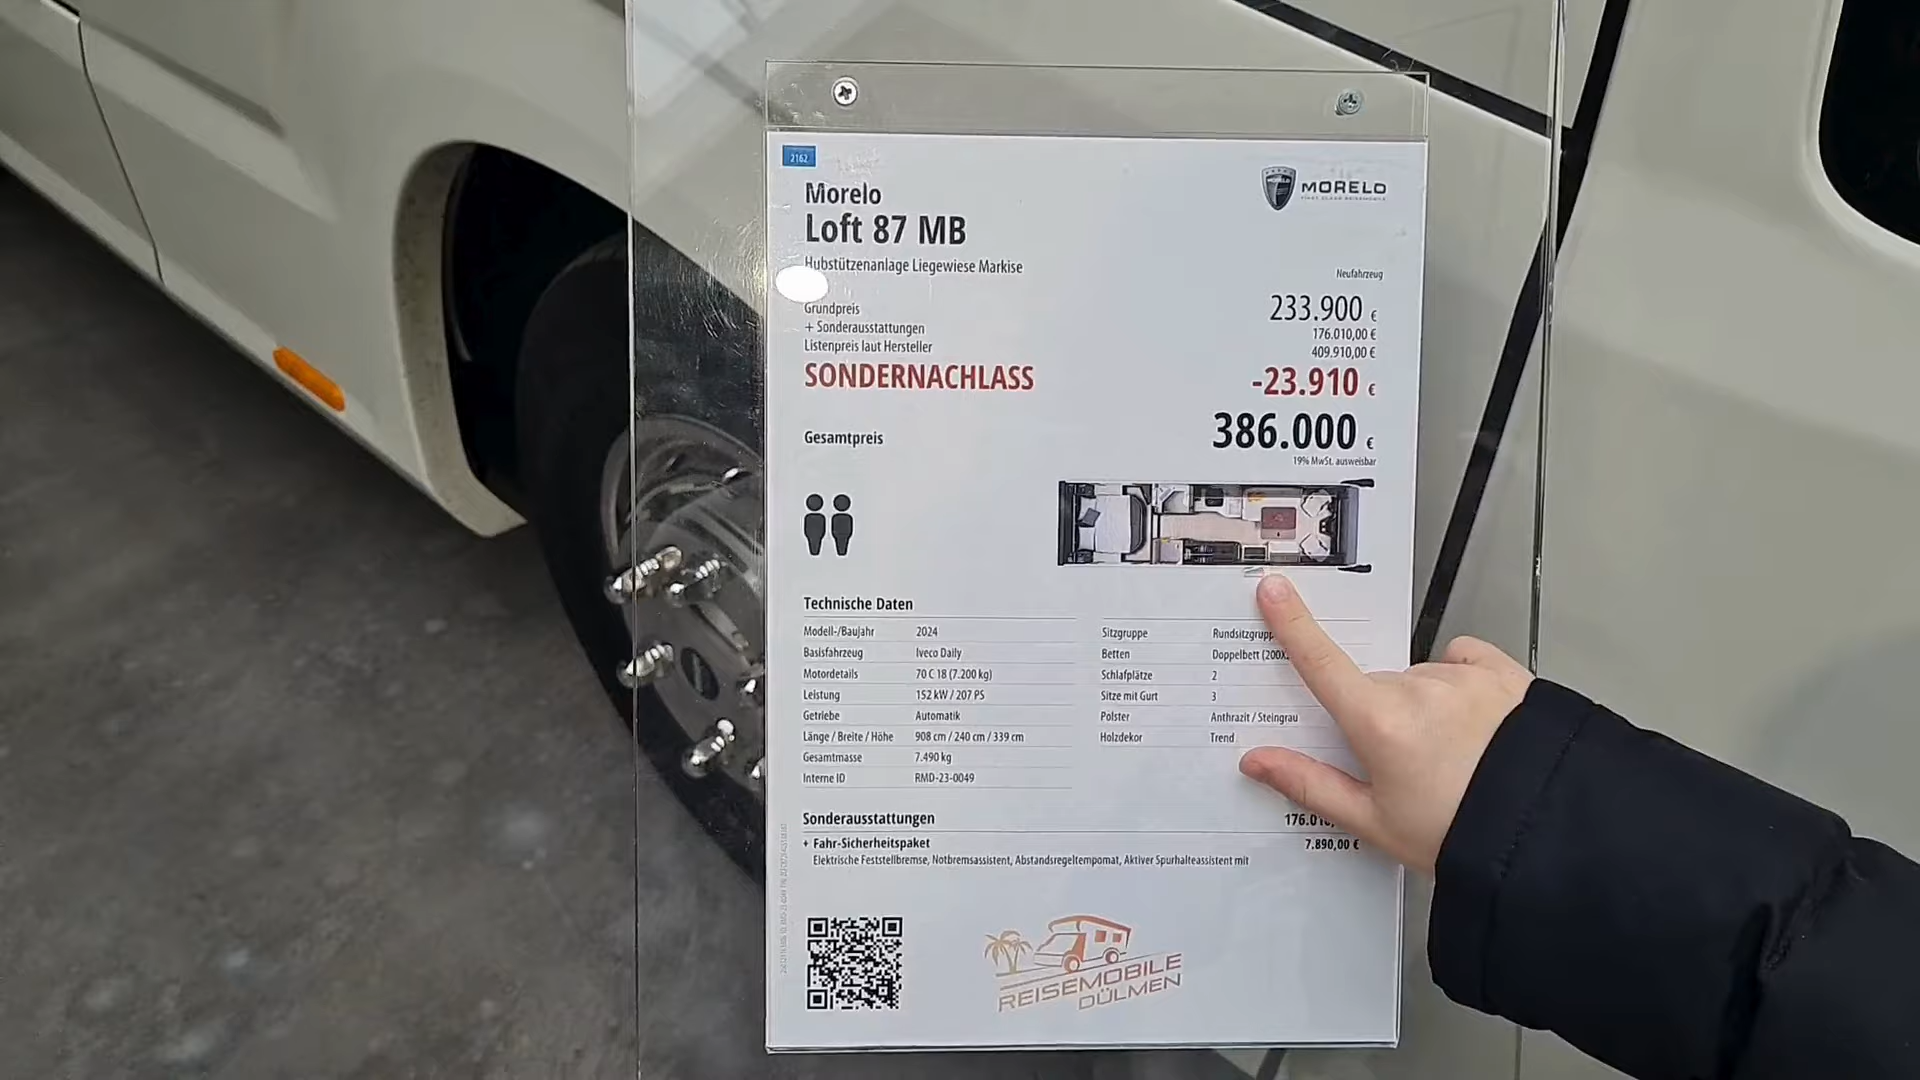 2162
Morelo
Loft 87 MB
Hubstützenanlage Liegewiese Markise
MORELO
Neufahrzeug
Grundpreis 233.900 €
+ Sonderausstattungen 176.010,00 €
Listenpreis laut Hersteller 409.910,00 €
SONDERNACHLASS -23.910 €
Gesamtpreis 386.000 €
19% MwSt. ausweisbar
Technische Daten
Modell-/Baujahr 2024
Basisfahrzeug Iveco Daily
Motordetails 70 C 18 (7.200 kg)
Leistung 152 kW / 207 PS
Getriebe Automatik
Länge / Breite / Höhe 908 cm / 240 cm / 339 cm
Gesamtmasse 7.490 kg
Interne ID RMD-23-0049
Sitzgruppe Rundsitzgrupp
Betten Doppelbett (200X
Schlafplätze 2
Sitze mit Gurt 3
Polster Anthrazit / Steingrau
Holzdekor Trend
Sonderausstattungen 176.010,
+ Fahr-Sicherheitspaket 7.890,00 €
Elektrische Feststellbremse, Notbremsassistent, Abstandsregeltempomat, Aktiver Spurhalteassistent mit
REISEMOBILE
DÜLMEN